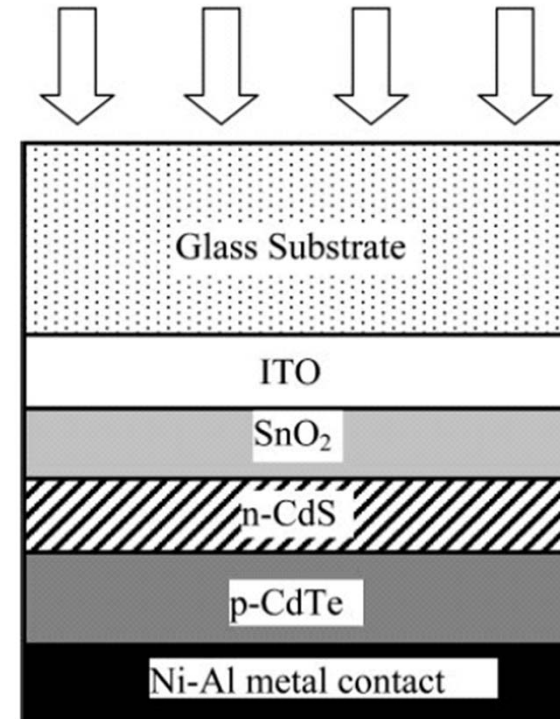 Glass Substrate
ITO
SnO₂
n-CdS
p-CdTe
Ni-Al metal contact